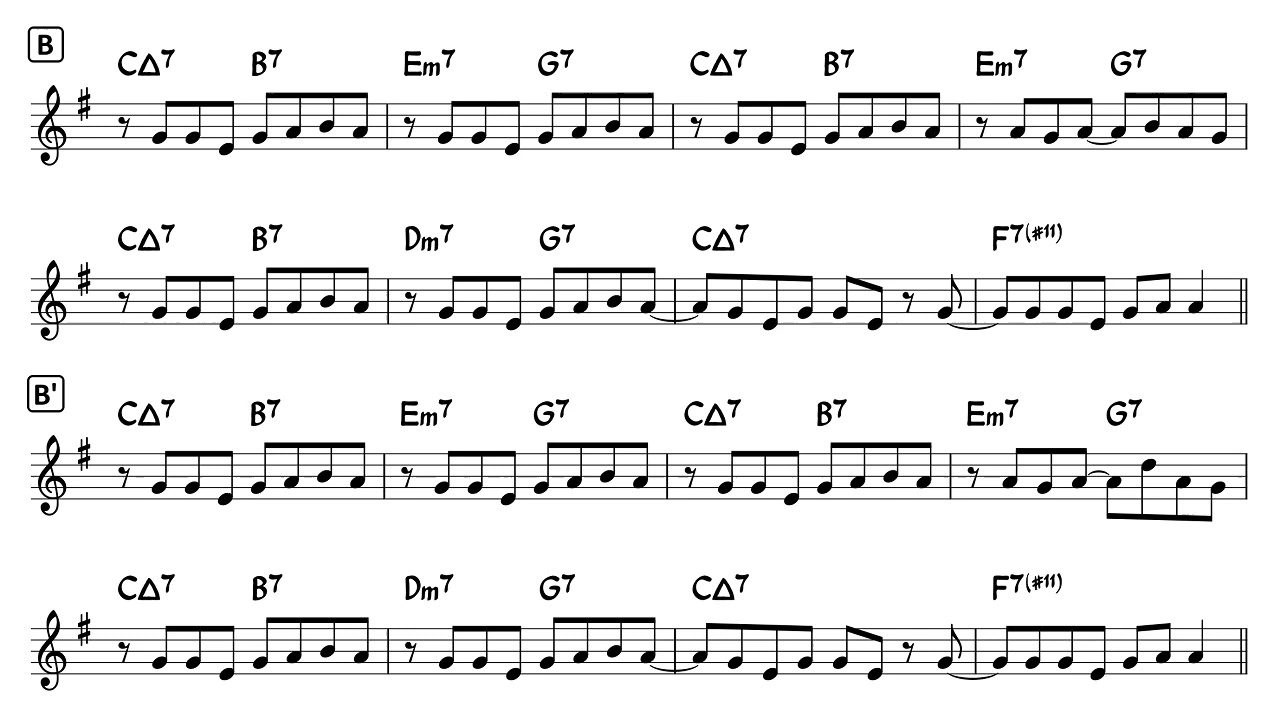 B
CΔ7 B7 Em7 G7 CΔ7 B7 Em7 G7
CΔ7 B7 Dm7 G7 CΔ7 F7(#11)
B'
CΔ7 B7 Em7 G7 CΔ7 B7 Em7 G7
CΔ7 B7 Dm7 G7 CΔ7 F7(#11)